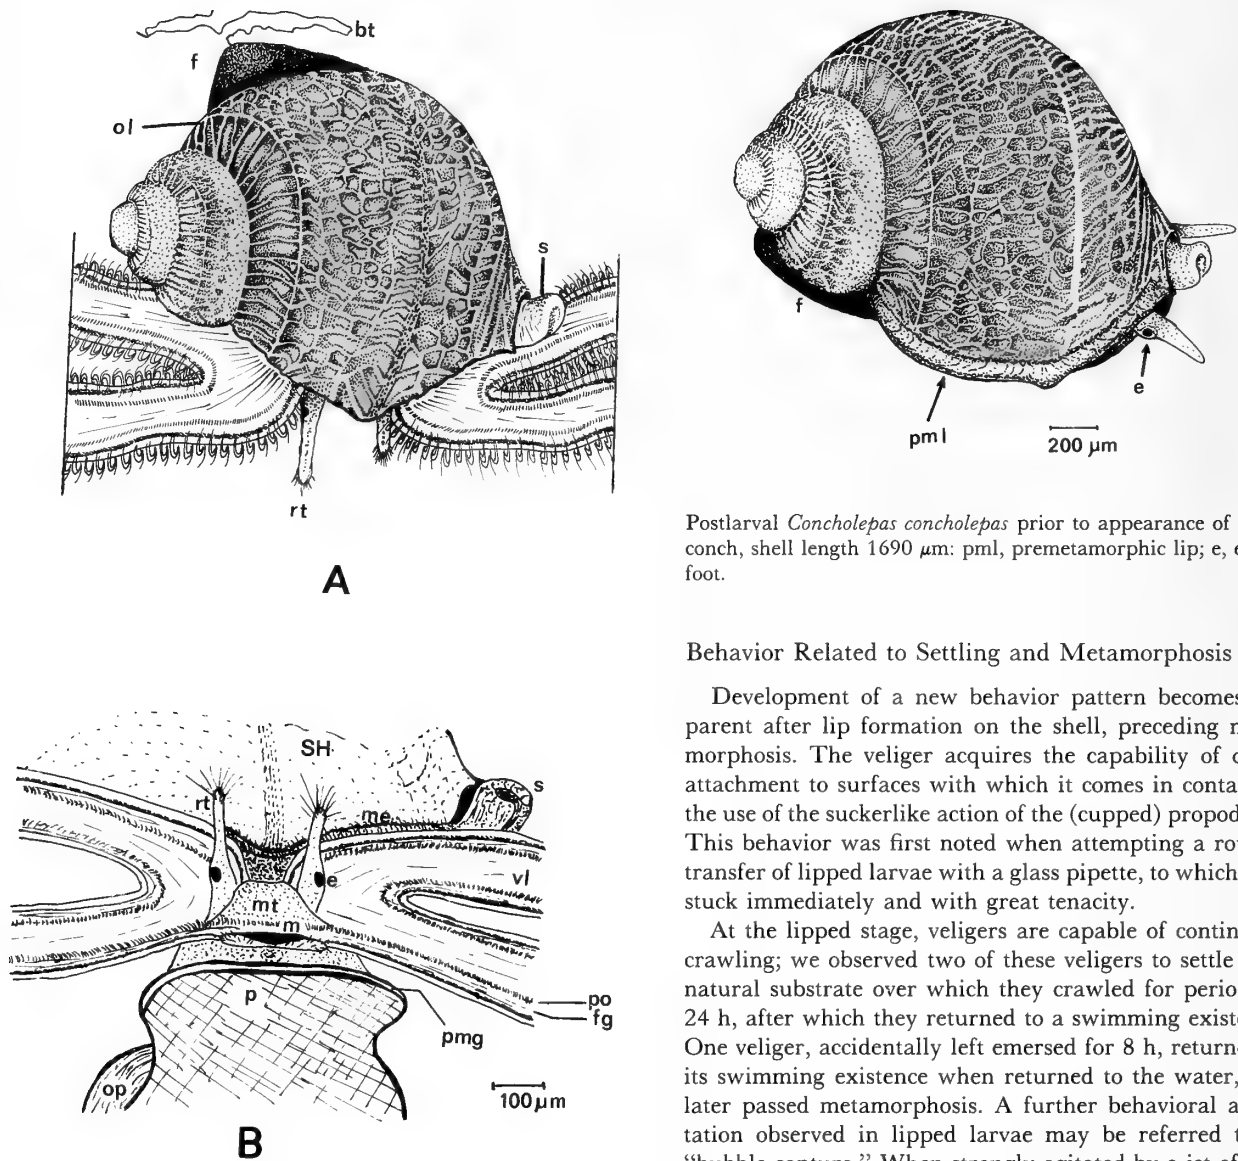 bt
f
ol
s
rt
A
SH
rt
s
me
vl
e
mt
m
p
po
fg
pmg
op
100 µm
B
f
e
pml
200 µm
Postlarval Concholepas concholepas prior to appearance of
conch, shell length 1690 µm: pml, premetamorphic lip; e,
foot.
Behavior Related to Settling and Metamorphosis
Development of a new behavior pattern becomes
parent after lip formation on the shell, preceding
morphosis. The veliger acquires the capability of
attachment to surfaces with which it comes in
the use of the suckerlike action of the (cupped)
This behavior was first noted when attempting a
transfer of lipped larvae with a glass pipette, to which
stuck immediately and with great tenacity.
At the lipped stage, veligers are capable of
crawling; we observed two of these veligers to settle
natural substrate over which they crawled for
24 h, after which they returned to a swimming
One veliger, accidentally left emersed for 8 h,
its swimming existence when returned to the water,
later passed metamorphosis. A further behavioral
tation observed in lipped larvae may be referred